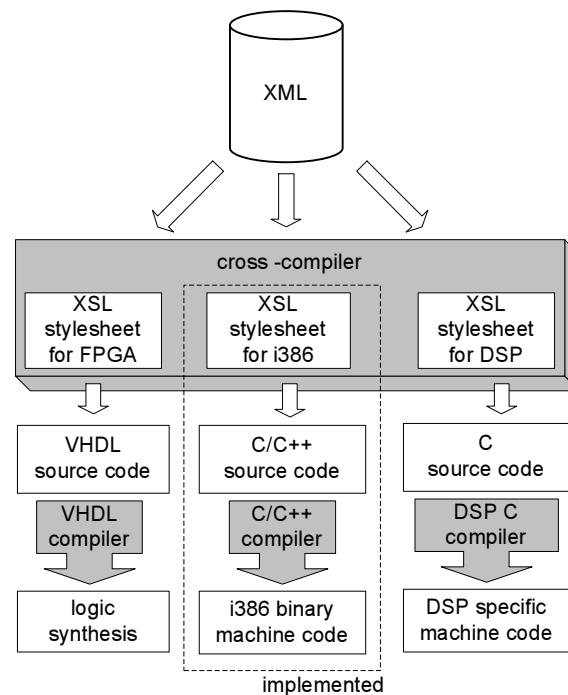 XML
cross -compiler
XSL
stylesheet
for FPGA
XSL
stylesheet
for i386
XSL
stylesheet
for DSP
VHDL
source code
C/C++
source code
C
source code
VHDL
compiler
C/C++
compiler
DSP C
compiler
logic
synthesis
i386 binary
machine code
DSP specific
machine code
implemented